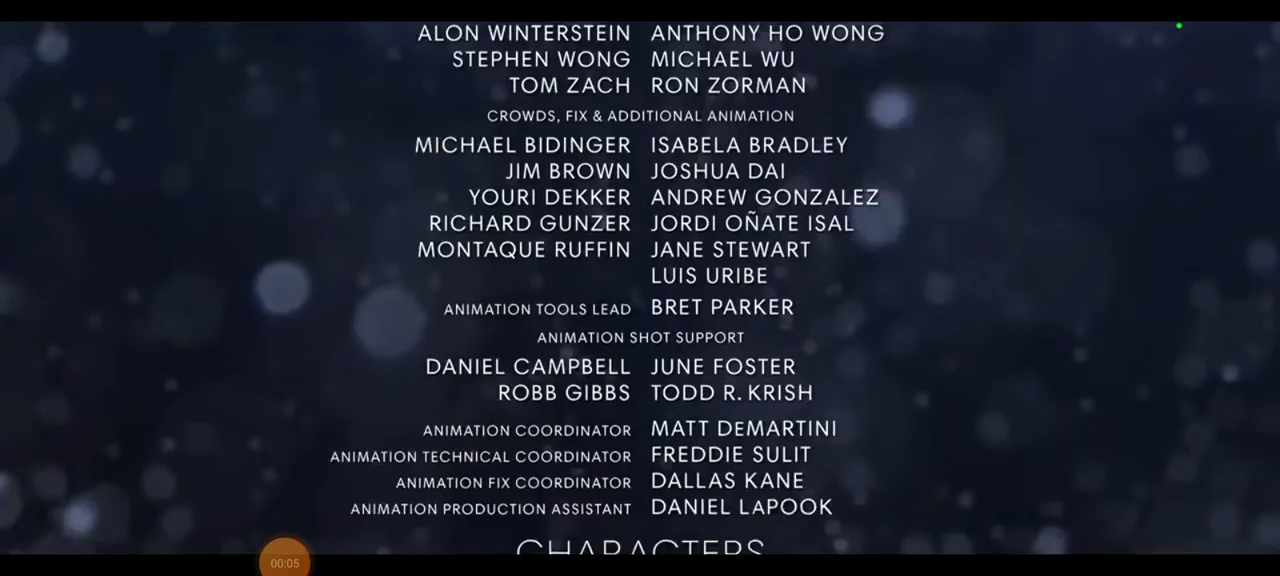 ALON WINTERSTEIN ANTHONY HO WONG
STEPHEN WONG MICHAEL WU
TOM ZACH RON ZORMAN
CROWDS, FIX & ADDITIONAL ANIMATION
MICHAEL BIDINGER ISABELA BRADLEY
JIM BROWN JOSHUA DAI
YOURI DEKKER ANDREW GONZALEZ
RICHARD GUNZER JORDI OÑATE ISAL
MONTAQUE RUFFIN JANE STEWART
LUIS URIBE
ANIMATION TOOLS LEAD BRET PARKER
ANIMATION SHOT SUPPORT
DANIEL CAMPBELL JUNE FOSTER
ROBB GIBBS TODD R. KRISH
ANIMATION COORDINATOR MATT DEMARTINI
ANIMATION TECHNICAL COORDINATOR FREDDIE SULIT
ANIMATION FIX COORDINATOR DALLAS KANE
ANIMATION PRODUCTION ASSISTANT DANIEL LAPOOK
CHARACTERS
00:05